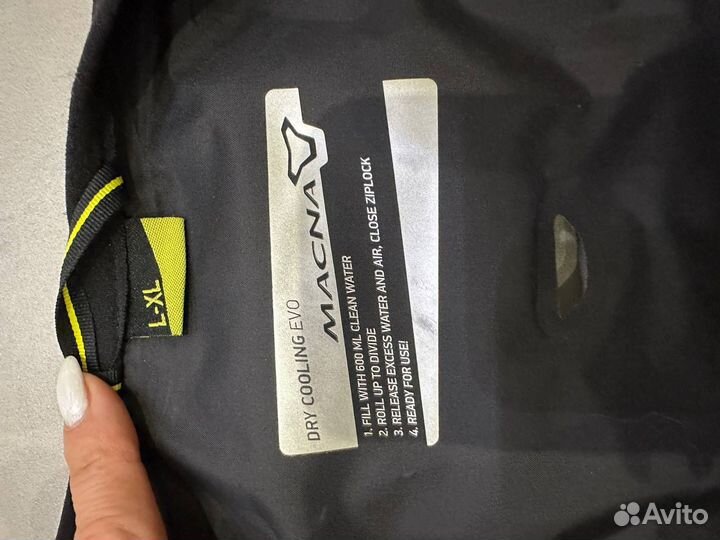 L-XL
DRY COOLING EVO
MACNA
1. FILL WITH 600 ML CLEAN WATER
2. ROLL UP TO DIVIDE
3. RELEASE EXCESS WATER AND AIR, CLOSE ZIPLOCK
4. READY FOR USE!
Avito